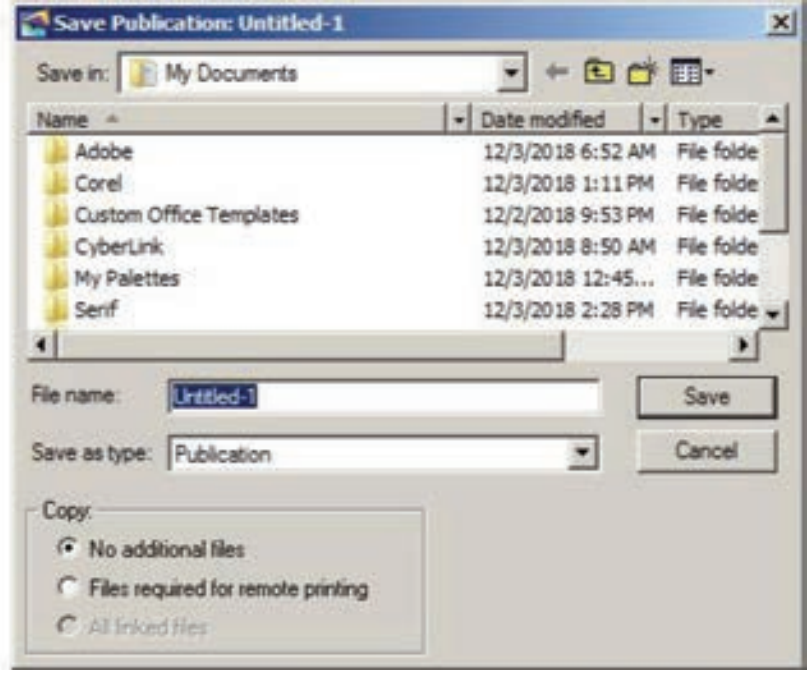 Save Publication: Untitled-1
Save in: My Documents
Name Date modified Type
Adobe 12/3/2018 6:52 AM File folde
Corel 12/3/2018 1:11 PM File folde
Custom Office Templates 12/2/2018 9:53 PM File folde
CyberLink 12/3/2018 8:50 AM File folde
My Palettes 12/3/2018 12:45... File folde
Serif 12/3/2018 2:28 PM File folde
File name: Untitled-1 Save
Save as type: Publication Cancel
Copy:
No additional files
Files required for remote printing
All linked files